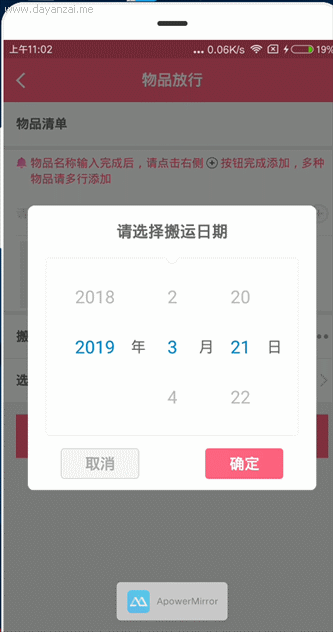 www.dayanzai.me
上午11:02 ... 0.06K/s 19%
物品放行
物品清单
物品名称输入完成后，请点击右侧 按钮完成添加，多种
物品请多行添加
请选择搬运日期
2018 2 20
2019 年 3 月 21 日
4 22
搬
选
取消 确定
ApowerMirror